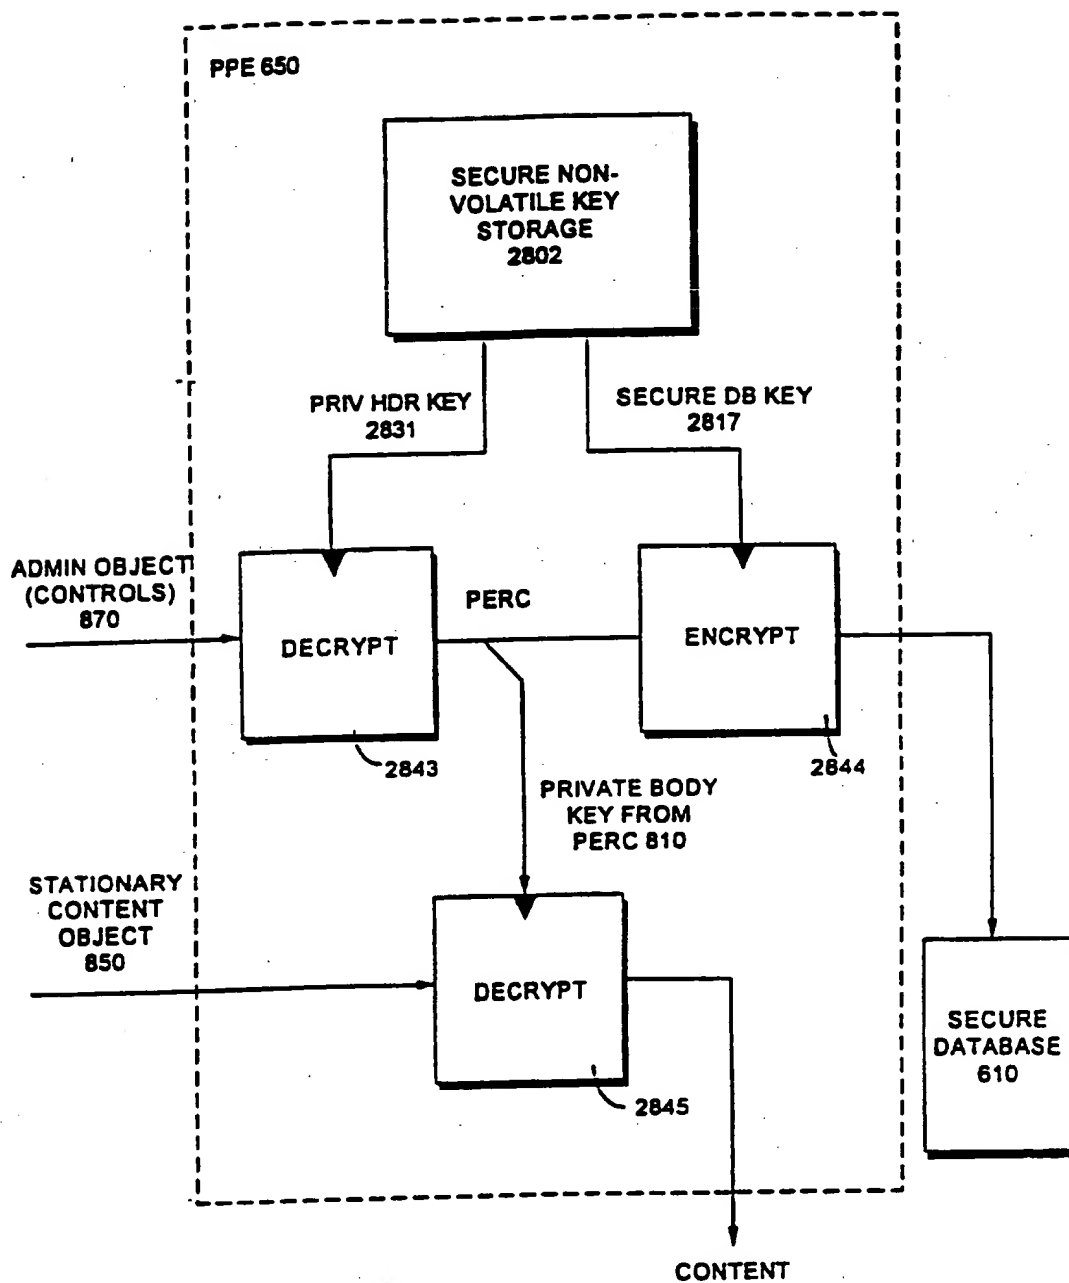 PPE 650
SECURE NON-
VOLATILE KEY
STORAGE
2802
PRIV HDR KEY
2831
SECURE DB KEY
2817
ADMIN OBJECT
(CONTROLS)
870
DECRYPT
PERC
ENCRYPT
2843
2844
PRIVATE BODY
KEY FROM
PERC 810
STATIONARY
CONTENT
OBJECT
850
DECRYPT
2845
SECURE
DATABASE
610
CONTENT